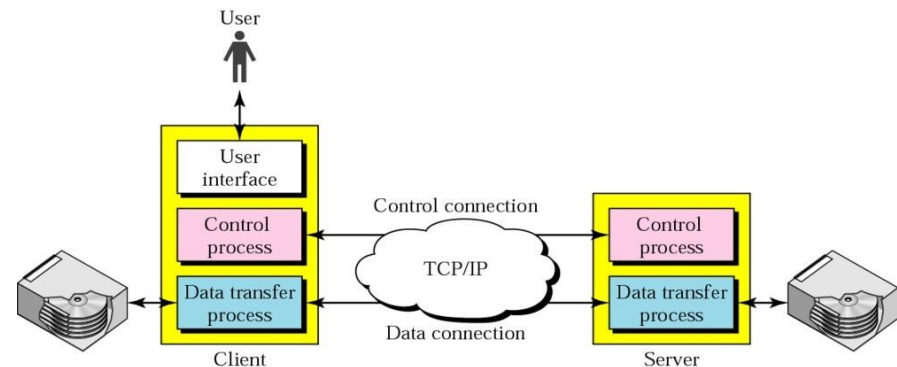 User
User
interface
Control connection
Control
process
Control
process
TCP/IP
Data transfer
process
Data transfer
process
Data connection
Client
Server